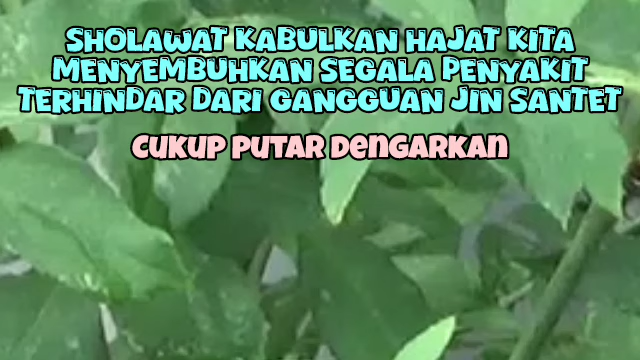 SHOLAWAT KABULKAN HAJAT KITA
MENYEMBUHKAN SEGALA PENYAKIT
TERHINDAR DARI GANGGUAN JIN SANTET
CUKUP PUTAR DENGARKAN